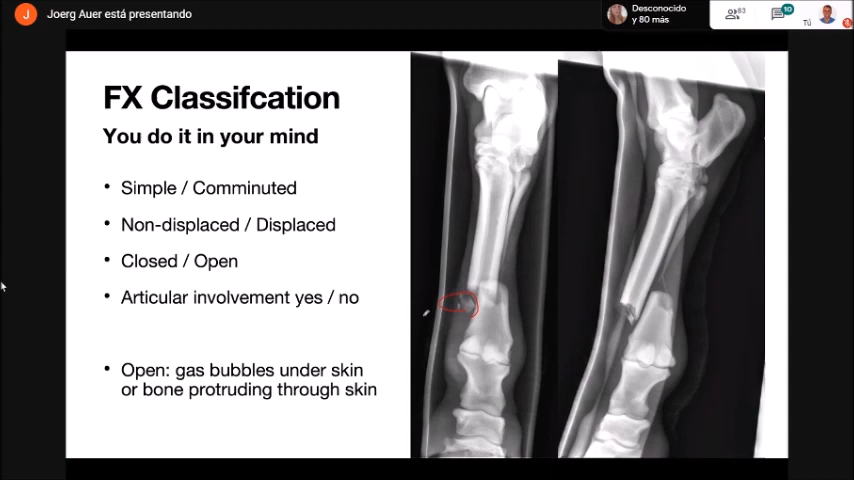 J
Joerg Auer está presentando
Desconocido
y 80 más
83
10
Tú
FX Classifcation
You do it in your mind
• Simple / Comminuted
• Non-displaced / Displaced
• Closed / Open
• Articular involvement yes / no
• Open: gas bubbles under skin
or bone protruding through skin